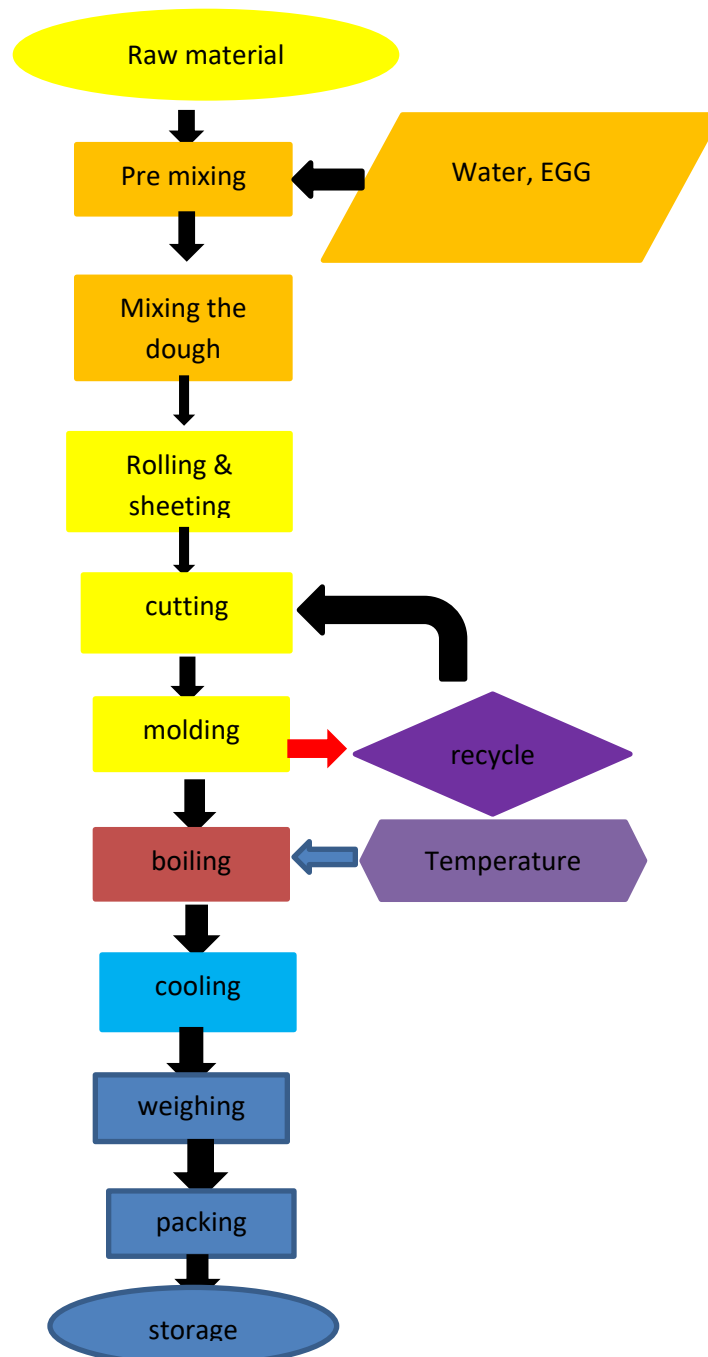 Raw material
Pre mixing
Water, EGG
Mixing the
dough
Rolling &
sheeting
cutting
molding
recycle
boiling
Temperature
cooling
weighing
packing
storage